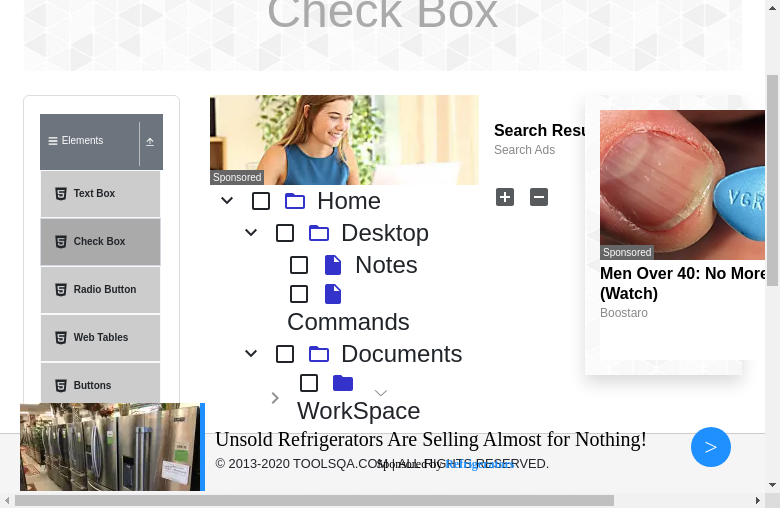 Check Box
Elements
Text Box
Check Box
Radio Button
Web Tables
Buttons
Sponsored
Search Resu
Search Ads
Home
Desktop
Notes
Commands
Documents
WorkSpace
VGR
Sponsored
Men Over 40: No More
(Watch)
Boostaro
Unsold Refrigerators Are Selling Almost for Nothing!
© 2013-2020 TOOLSQA.COM | ALL RIGHTS RESERVED.